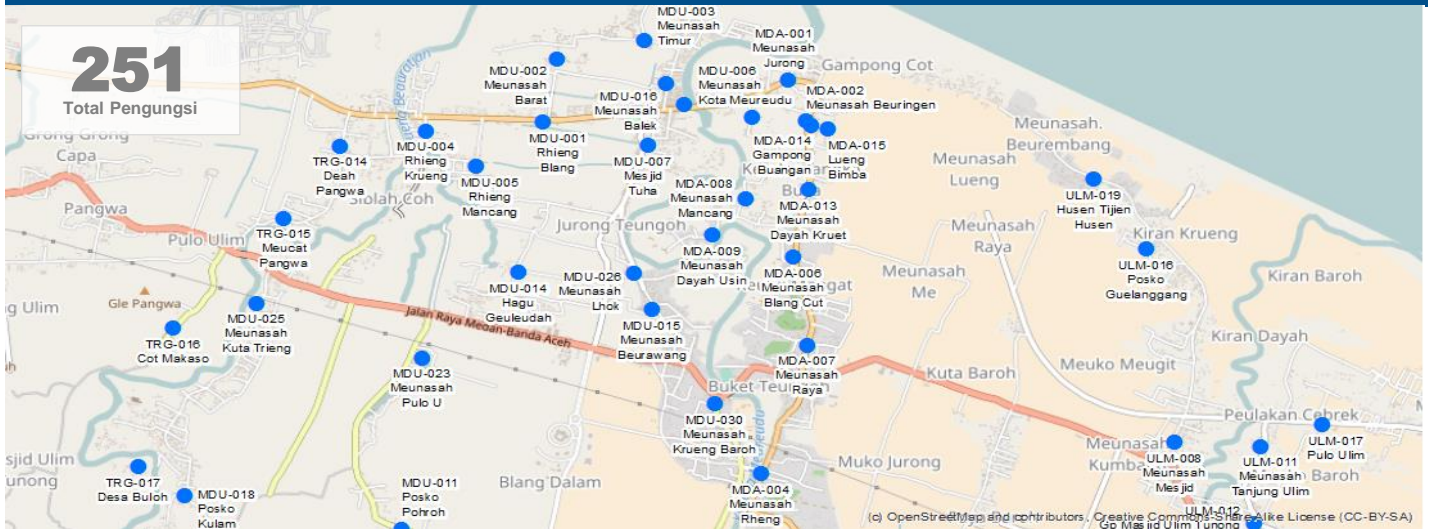 251
Total Pengungsi
MDU-003
Meunasah
Timur
MDA-001
Meunasah
Jurong
Gampong Cot
MDU-002
Meunasah
Barat
MDU-006
Meunasah
Kota Meureudu
MDA-002
Meunasah Beuringen
MDU-016
Meunasah
Balek
Meunasah.
Beurembang
TRG-014
Deah
Pangwa
MDU-004
Rhieng
Krueng
MDU-001
Rhieng
Blang
MDU-007
Mesjid
Tuha
MDA-014
Gampong
Buangan
MDA-015
Lueng
Bimba
Meunasah
Lueng
Capa
MDU-005
Rhieng
Mancang
MDA-008
Meunasah
Mancang
ULM-019
Husen Tijien
Husen
Pangwa
Siolah Coh
Jurong Teungoh
MDA-013
Meunasah
Dayah Kruet
Meunasah
Raya
Kiran Krueng
Pulo Ulim
TRG-015
Meucat
Pangwa
MDA-009
Meunasah
Dayah Usin
MDA-006
Meunasah
Blang Cut
Meunasah
Me
ULM-016
Posko
Guelanggang
Kiran Baroh
Gle Pangwa
MDU-014
Hagu
Geuleudah
MDU-026
Meunasah
Lhok
TRG-016
Cot Makaso
MDU-025
Meunasah
Kuta Trieng
Jalan Raya Medan-Banda Aceh
MDU-015
Meunasah
Beurawang
Kiran Dayah
MDU-023
Meunasah
Pulo U
MDA-007
Meunasah
Raya
Kuta Baroh
Meuko Meugit
Buket Teungoh
MDU-030
Meunasah
Krueng Baroh
Peulakan Cebrek
ULM-017
Pulo Ulim
TRG-017
Desa Buloh
MDU-018
Posko
Kulam
MDU-011
Posko
Pohroh
Blang Dalam
MDA-004
Meunasah
Rheng
Muko Jurong
ULM-008
Meunasah
Mesjid
ULM-011
Meunasah
Tanjung Ulim
Baroh
ULM-012
Gp Masjid Ulim Tunong
(c) OpenStreetMap and contributors, Creative Commons-Share Alike License (CC-BY-SA)